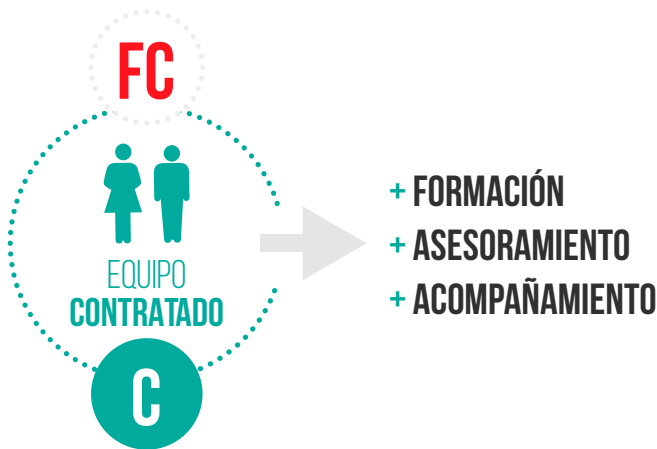 FC
EQUIPO
CONTRATADO
C
+ FORMACIÓN
+ ASESORAMIENTO
+ ACOMPAÑAMIENTO